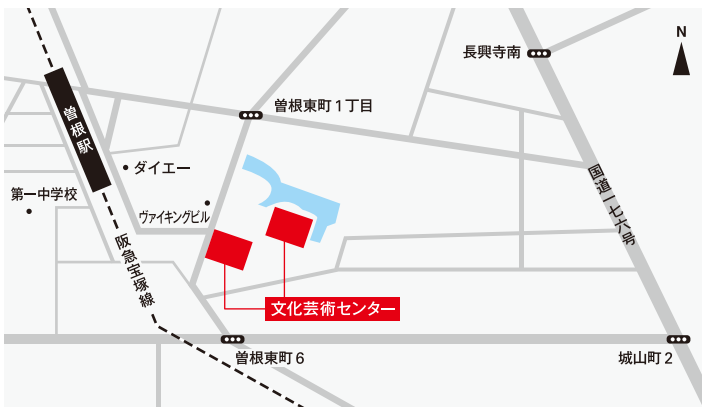 N
長興寺南
曽根東町1丁目
曽根駅
ダイエー
第一中学校
ヴァイキングビル
国道一七六号
阪急宝塚線
文化芸術センター
曽根東町6
城山町2